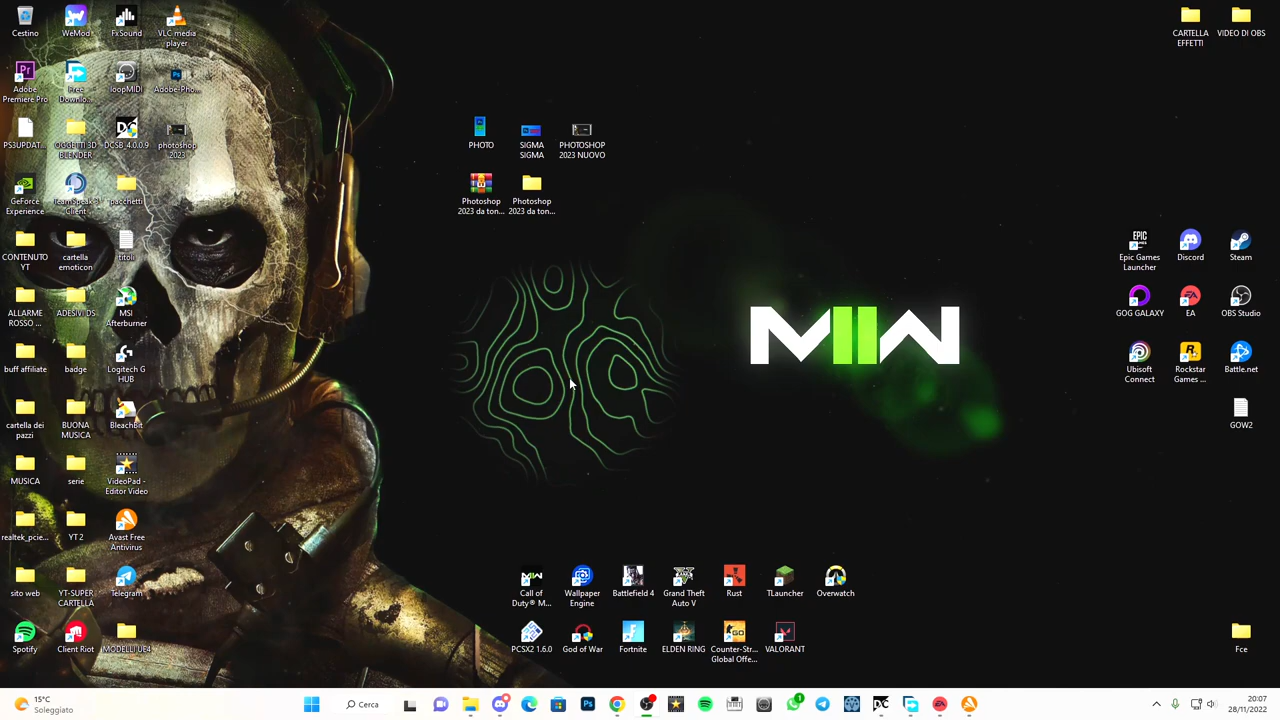 Cestino
WeMod
FxSound
VLC media
player
CARTELLA
EFFETTI
VIDEO DI OBS
Adobe
Premiere Pro
Free
Downlo...
loopMIDI
Adobe-Pho...
PS3UPDAT...
OGGETTI 3D
BLENDER
DCSB_4.0.0.9
photoshop
2023
PHOTO
SIGMA
SIGMA
PHOTOSHOP
2023 NUOVO
GeForce
Experience
TeamSpeak 3
Client
pacchetti
Photoshop
2023 da ton...
Photoshop
2023 da ton...
CONTENUTO
YT
cartella
emoticon
titoli
Epic Games
Launcher
Discord
Steam
ALLARME
ROSSO ...
ADESIVI DS
MSI
Afterburner
GOG GALAXY
EA
OBS Studio
MIIW
buff affiliate
badge
Logitech G
HUB
Ubisoft
Connect
Rockstar
Games ...
Battle.net
cartella dei
pazzi
BUONA
MUSICA
BleachBit
GOW2
MUSICA
serie
VideoPad -
Editor Video
realtek_pcie...
YT 2
Avast Free
Antivirus
sito web
YT-SUPER
CARTELLA
Telegram
Call of
Duty® M...
Wallpaper
Engine
Battlefield 4
Grand Theft
Auto V
Rust
TLauncher
Overwatch
Spotify
Client Riot
MODELLI UE4
PCSX2 1.6.0
God of War
Fortnite
ELDEN RING
Counter-Str...
Global Offe...
VALORANT
Fce
15°C
Soleggiato
Cerca
20:07
28/11/2022